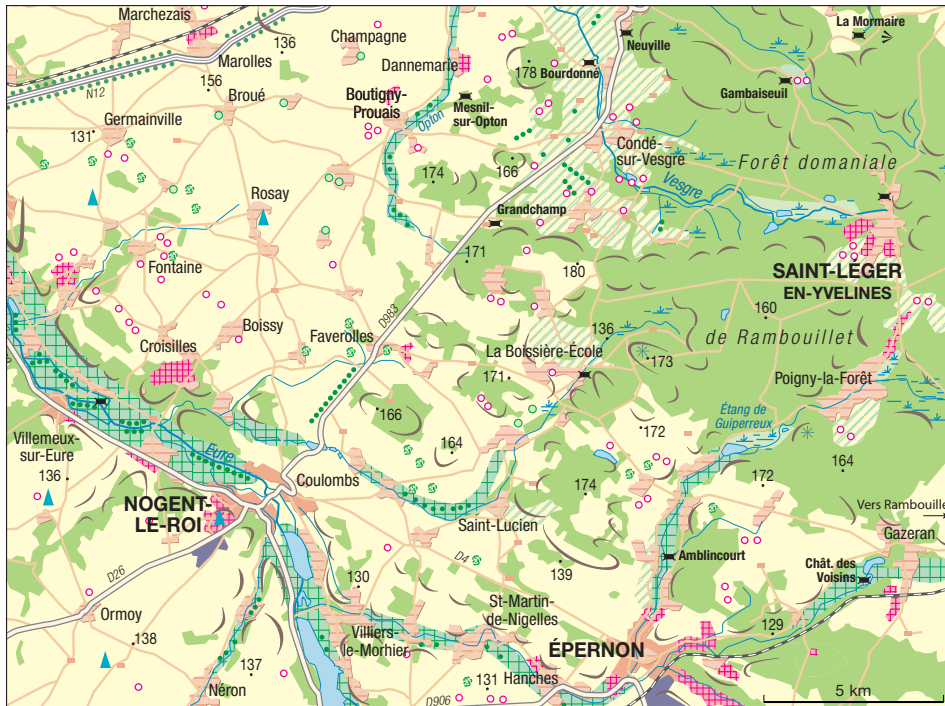 Marchezais
Champagne
La Mormaire
Marolles
136
Neuville
Dannemarie
178
Bourdonné
N12
156
Broué
Boutigny-
Prouais
Mesnil-
sur-Opton
Gambaiseuil
Germainville
131
Opton
Condé-
sur-Vesgre
Forêt domaniale
174
166
Vesgre
Rosay
Grandchamp
Fontaine
171
180
SAINT-LÉGER
EN-YVELINES
D983
160
Boissy
Faverolles
136
de Rambouillet
Croisilles
La Boissière-École
173
171
Poigny-la-Forêt
166
Étang de
Guiperreux
Villemeux-
sur-Eure
Eure
164
172
136
Coulombs
174
172
164
NOGENT-
LE-ROI
Saint-Lucien
Vers Rambouille
Gazeran
D4
Amblincourt
Chât. des
Voisins
D26
130
139
Ormoy
St-Martin-
de-Nigelles
138
Villiers-
le-Morhier
129
ÉPERNON
137
Néron
131
Hanches
D906
5 km